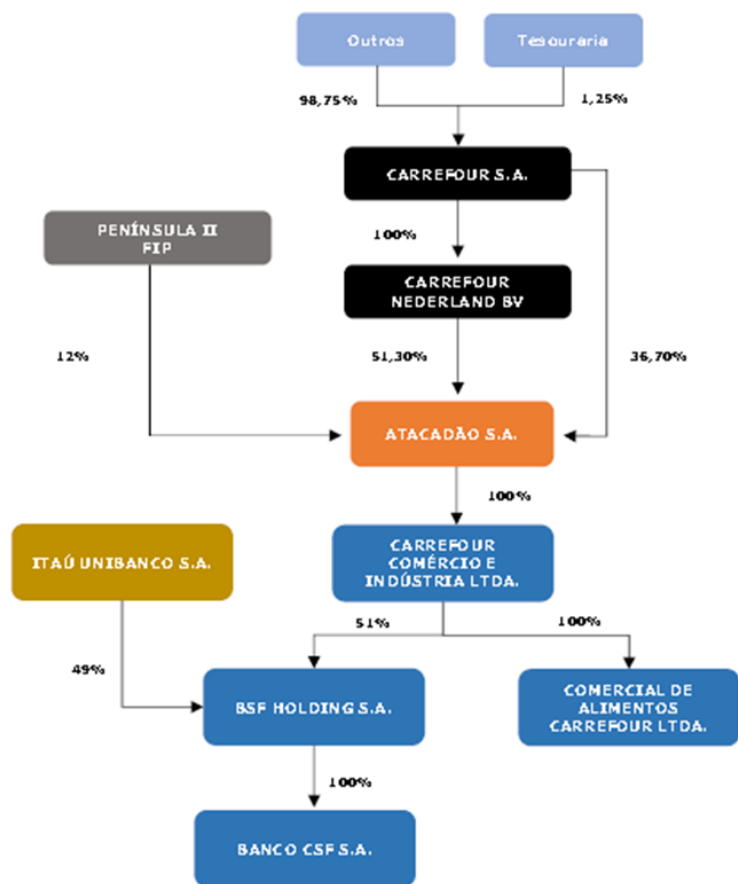 Outros
Tesouraria
98,75%
1,25%
CARREFOUR S.A.
PENÍNSULA II
FIP
100%
CARREFOUR
NEDERLAND BV
12%
51,30%
36,70%
ATACADÃO S.A.
100%
ITAÚ UNIBANCO S.A.
CARREFOUR
COMÉRCIO E
INDÚSTRIA LTDA.
51%
100%
49%
BSF HOLDING S.A.
COMERCIAL DE
ALIMENTOS
CARREFOUR LTDA.
100%
BANCO CSF S.A.